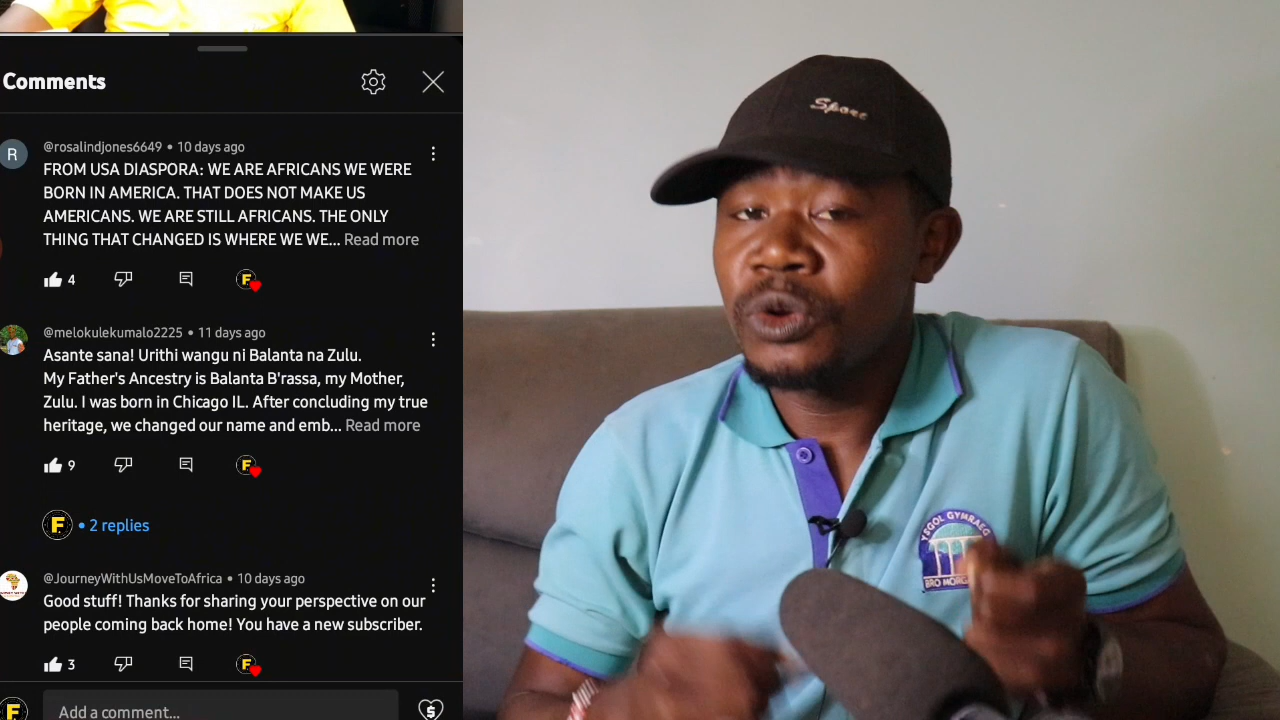 Comments
R
@rosalindjones6649 • 10 days ago
FROM USA DIASPORA: WE ARE AFRICANS WE WERE
BORN IN AMERICA. THAT DOES NOT MAKE US
AMERICANS. WE ARE STILL AFRICANS. THE ONLY
THING THAT CHANGED IS WHERE WE WE... Read more
4
F
@melokulekumalo2225 • 11 days ago
Asante sana! Urithi wangu ni Balanta na Zulu.
My Father's Ancestry is Balanta B'rassa, my Mother,
Zulu. I was born in Chicago IL. After concluding my true
heritage, we changed our name and emb... Read more
9
F
F • 2 replies
@JourneyWithUsMoveToAfrica • 10 days ago
Good stuff! Thanks for sharing your perspective on our
people coming back home! You have a new subscriber.
3
F
F
Add a comment...
$
Sport
YSGOL GYMRAEG
BRO MORG